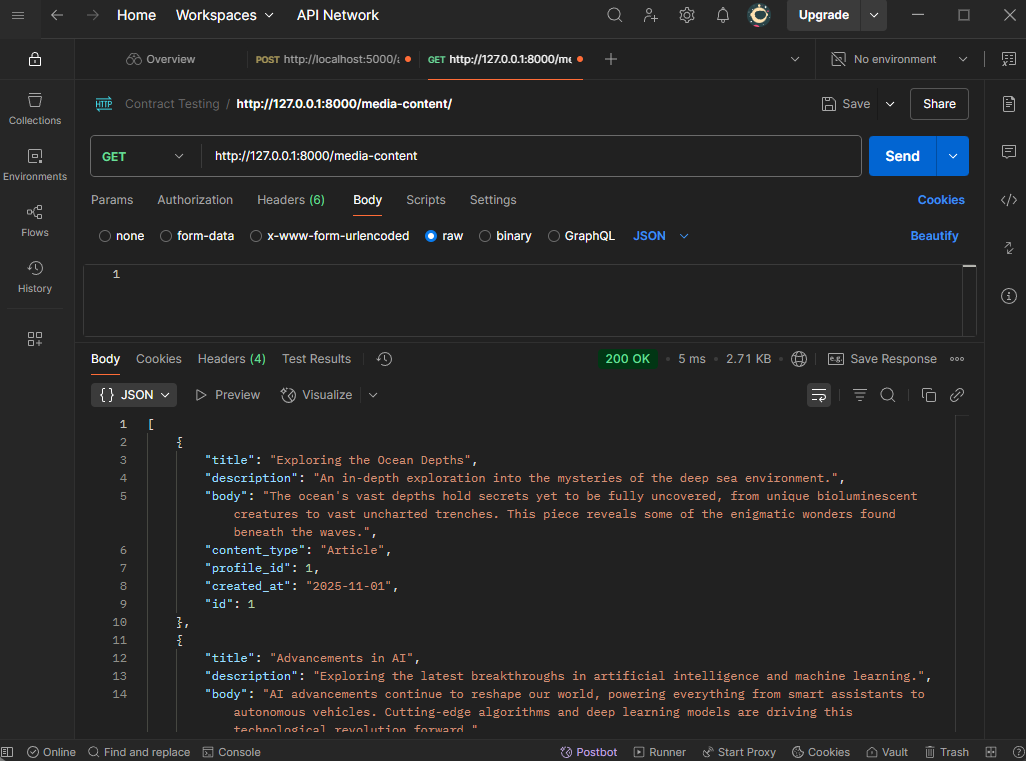 Home Workspaces API Network Upgrade
Overview POST http://localhost:5000/a GET http://127.0.0.1:8000/me No environment
Contract Testing / http://127.0.0.1:8000/media-content/ Save Share
Collections
GET http://127.0.0.1:8000/media-content Send
Environments
Params Authorization Headers (6) Body Scripts Settings Cookies
Flows
none form-data x-www-form-urlencoded raw binary GraphQL JSON Beautify
History
1
Body Cookies Headers (4) Test Results 200 OK 5 ms 2.71 KB e.g. Save Response
{} JSON Preview Visualize
1 [
2 {
3 "title": "Exploring the Ocean Depths",
4 "description": "An in-depth exploration into the mysteries of the deep sea environment.",
5 "body": "The ocean's vast depths hold secrets yet to be fully uncovered, from unique bioluminescent
creatures to vast uncharted trenches. This piece reveals some of the enigmatic wonders found
beneath the waves.",
6 "content_type": "Article",
7 "profile_id": 1,
8 "created_at": "2025-11-01",
9 "id": 1
10 },
11 {
12 "title": "Advancements in AI",
13 "description": "Exploring the latest breakthroughs in artificial intelligence and machine learning.",
14 "body": "AI advancements continue to reshape our world, powering everything from smart assistants to
autonomous vehicles. Cutting-edge algorithms and deep learning models are driving this
technological revolution forward."
Online Find and replace Console Postbot Runner Start Proxy Cookies Vault Trash